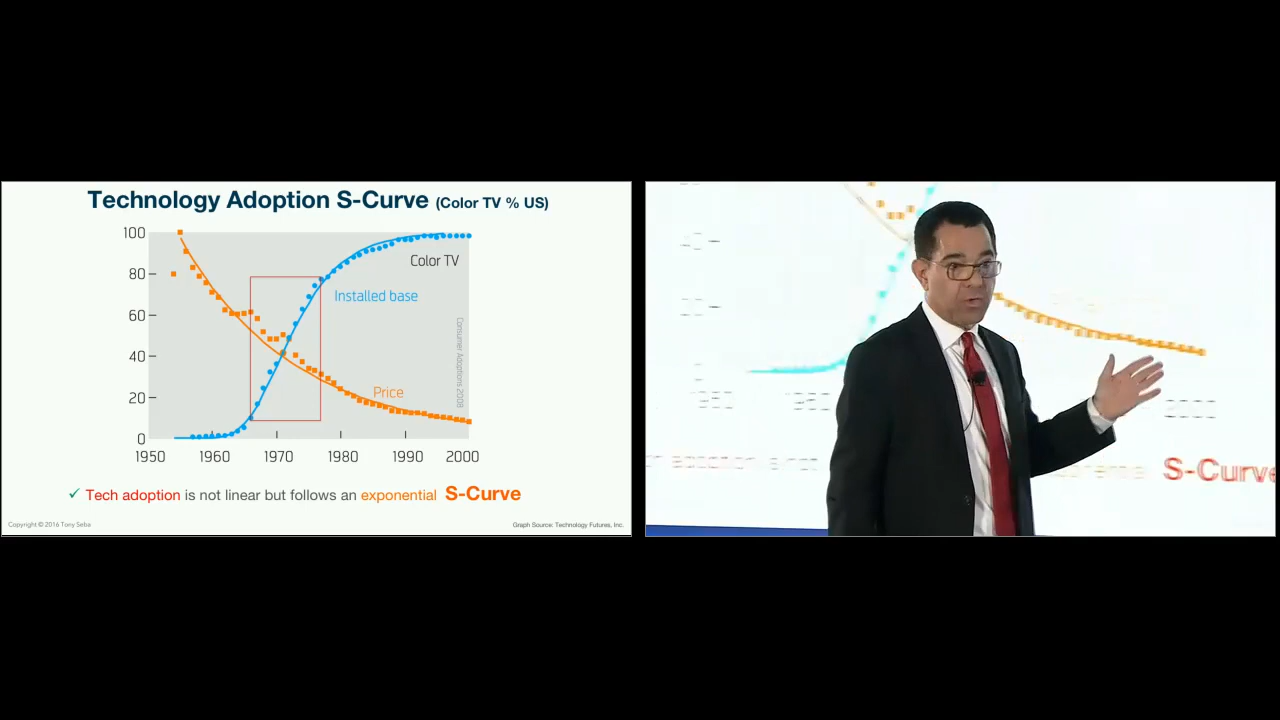 Technology Adoption S-Curve (Color TV % US)
100
80
60
40
20
0
1950 1960 1970 1980 1990 2000
Color TV
Installed base
Price
Consumer Adoptions 2008
✓ Tech adoption is not linear but follows an exponential S-Curve
Copyright © 2016 Tony Seba
Graph Source: Technology Futures, Inc.
S-Curve